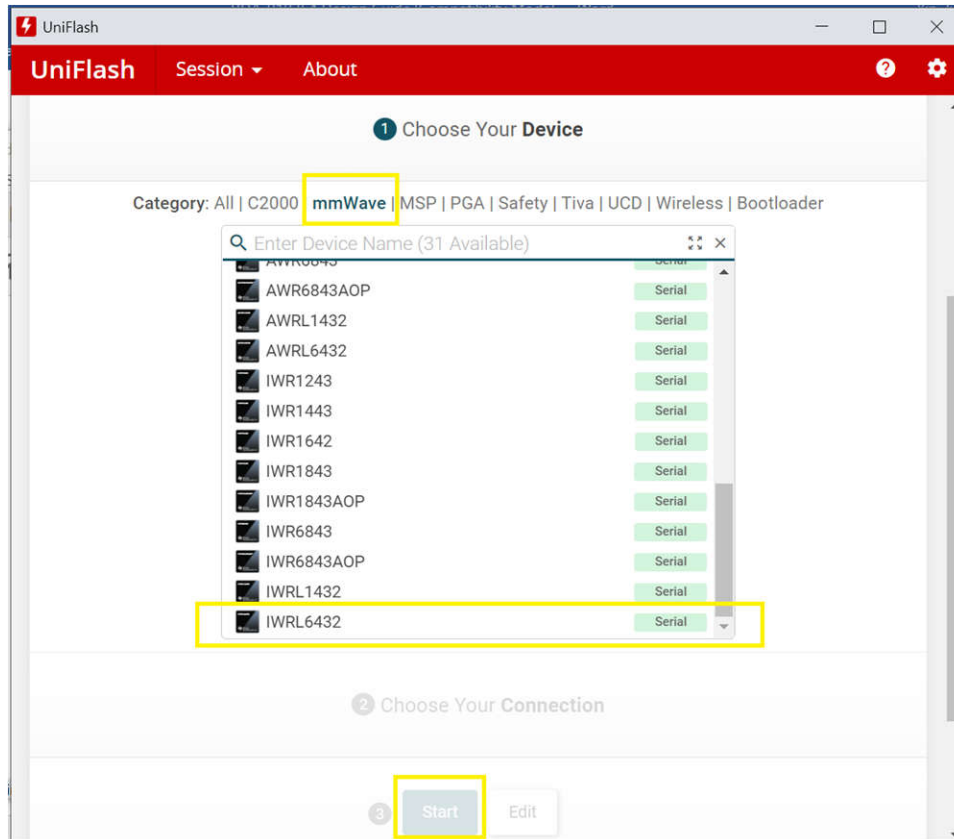 UniFlash
UniFlash Session About
1 Choose Your Device
Category: All | C2000 | mmWave | MSP | PGA | Safety | Tiva | UCD | Wireless | Bootloader
Enter Device Name (31 Available)
AWR6843 Serial
AWR6843AOP Serial
AWRL1432 Serial
AWRL6432 Serial
IWR1243 Serial
IWR1443 Serial
IWR1642 Serial
IWR1843 Serial
IWR1843AOP Serial
IWR6843 Serial
IWR6843AOP Serial
IWRL1432 Serial
IWRL6432 Serial
2 Choose Your Connection
3 Start Edit